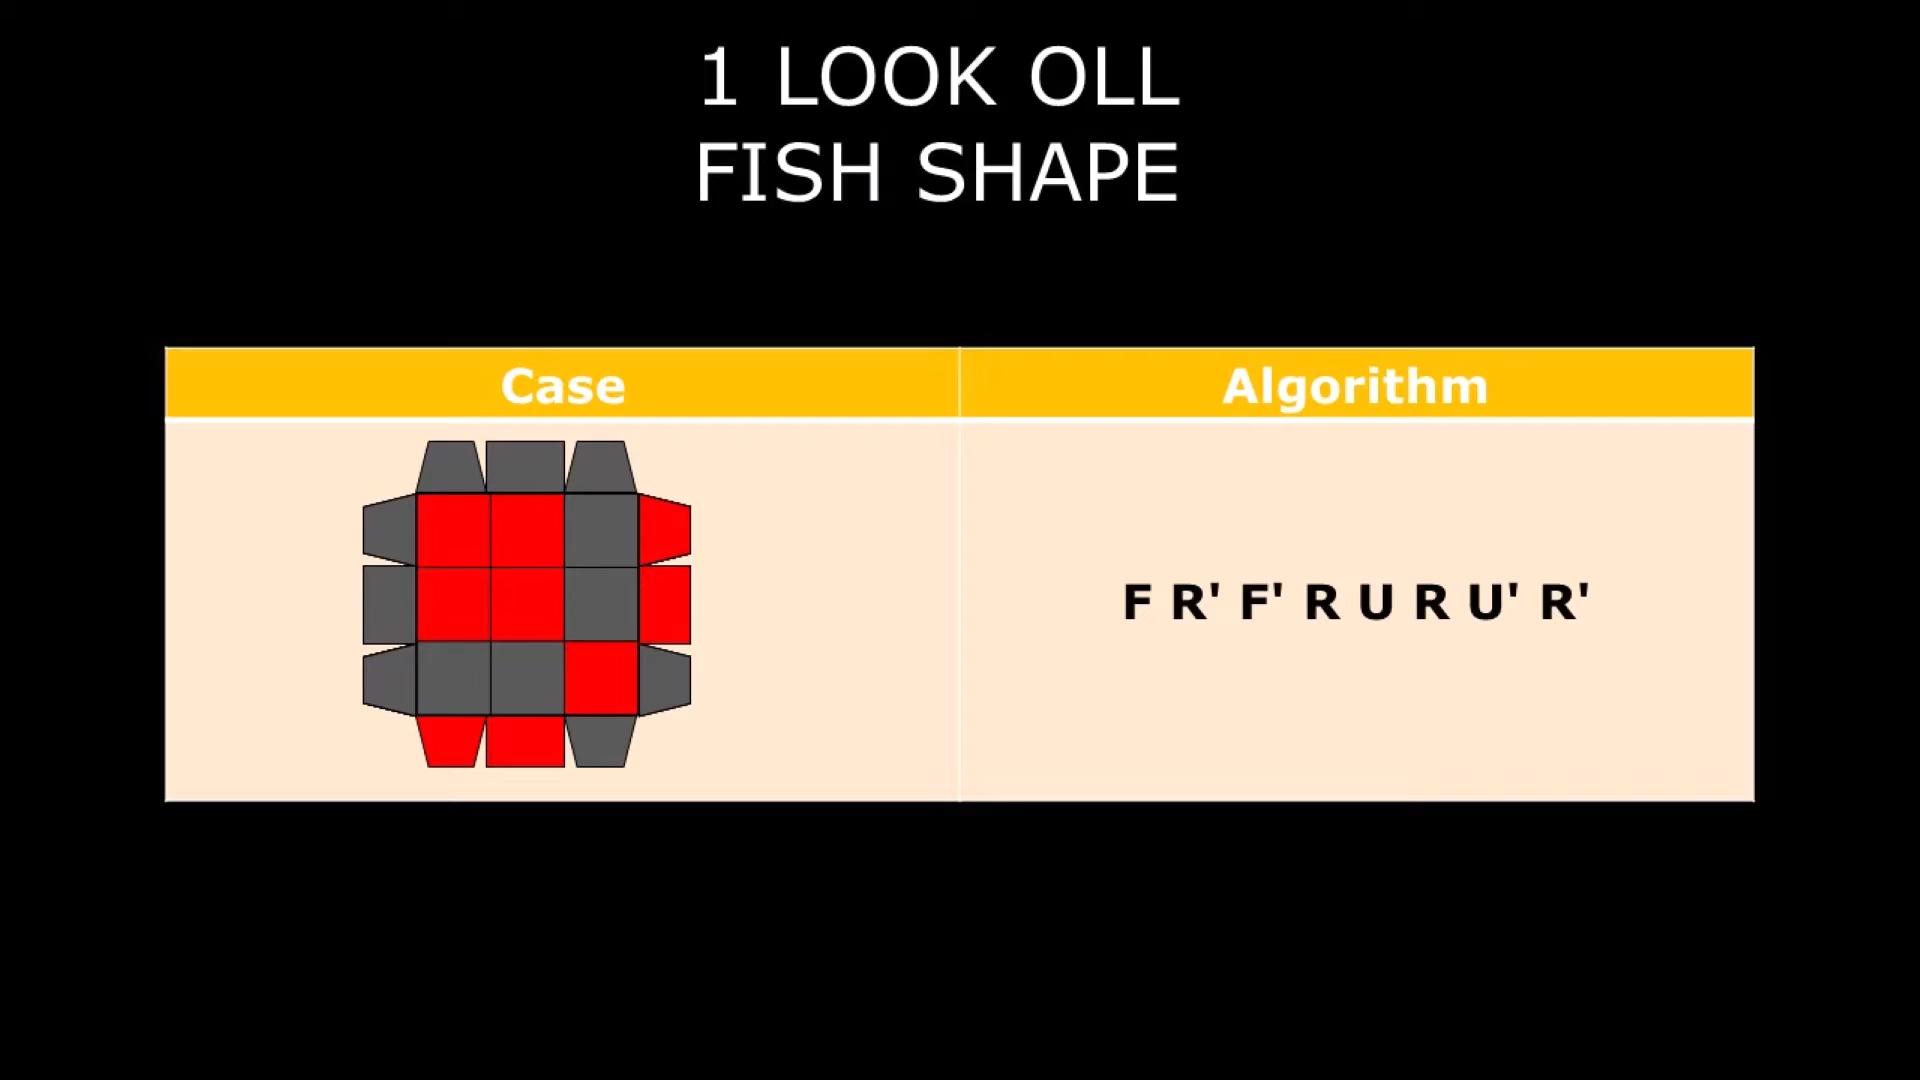 1 LOOK OLL
FISH SHAPE
Case
Algorithm
F R' F' R U R U' R'